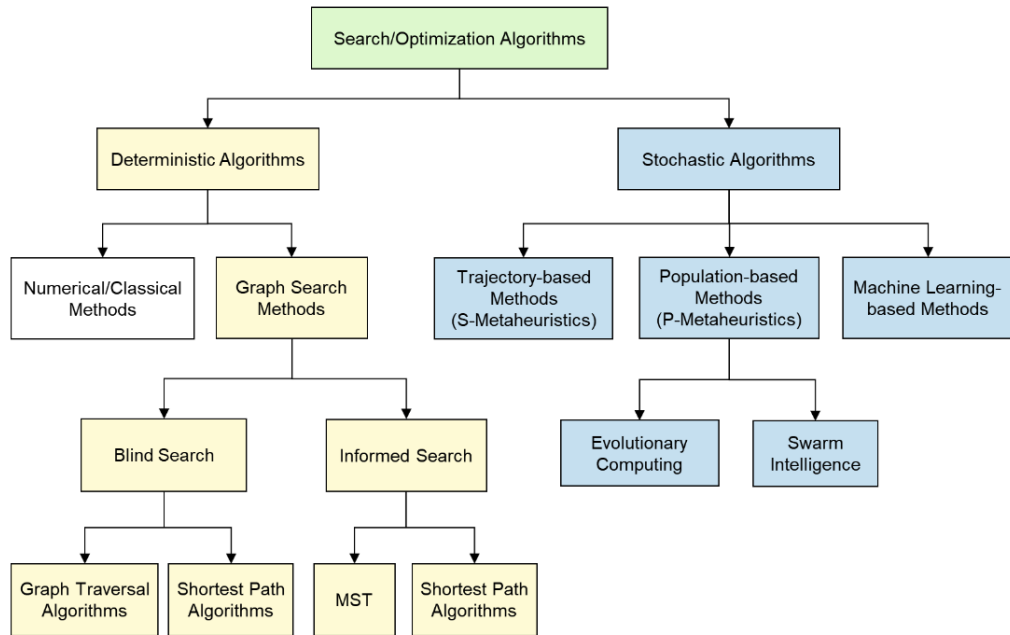 Search/Optimization Algorithms
Deterministic Algorithms
Stochastic Algorithms
Numerical/Classical
Methods
Graph Search
Methods
Trajectory-based
Methods
(S-Metaheuristics)
Population-based
Methods
(P-Metaheuristics)
Machine Learning-
based Methods
Blind Search
Informed Search
Evolutionary
Computing
Swarm
Intelligence
Graph Traversal
Algorithms
Shortest Path
Algorithms
MST
Shortest Path
Algorithms